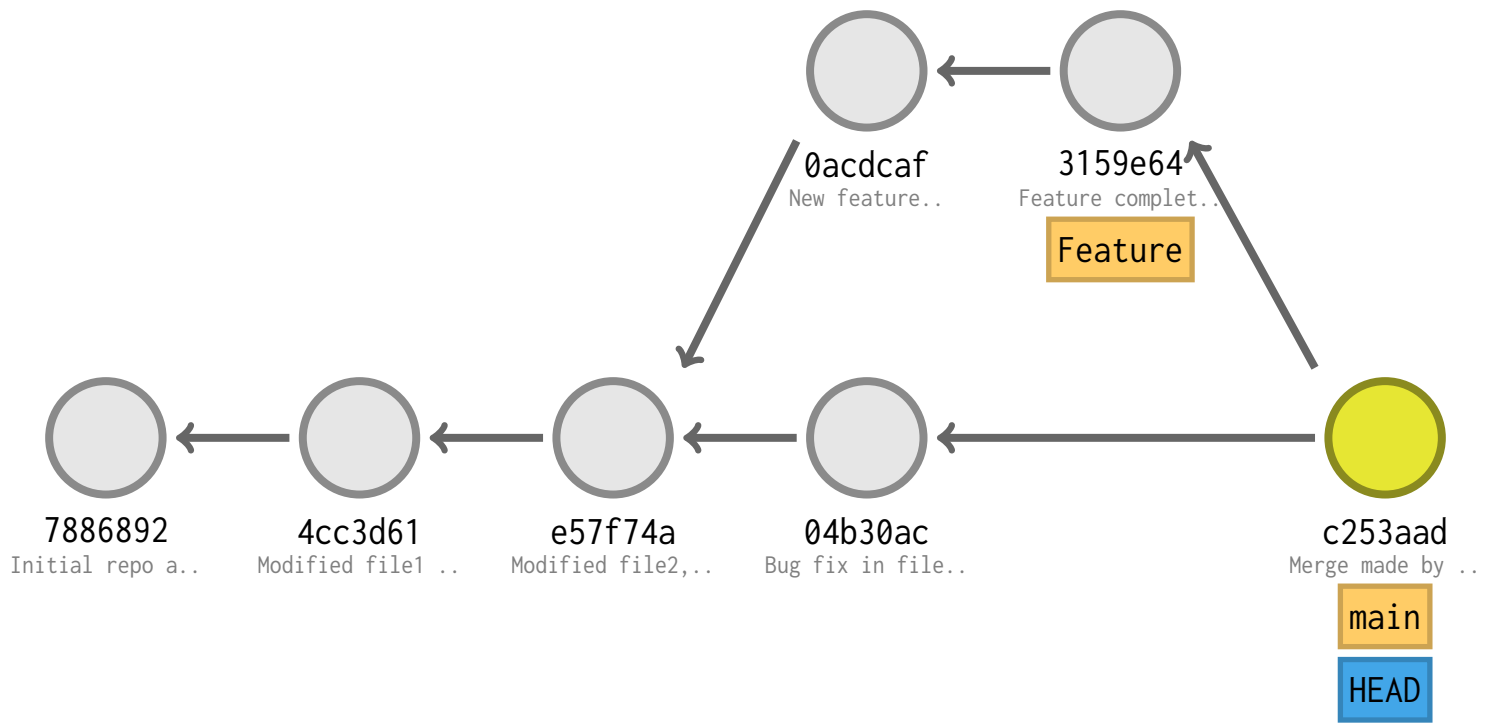 0acdcaf
New feature..
3159e64
Feature complet..
Feature
7886892
Initial repo a..
4cc3d61
Modified file1 ..
e57f74a
Modified file2,..
04b30ac
Bug fix in file..
c253aad
Merge made by ..
main
HEAD